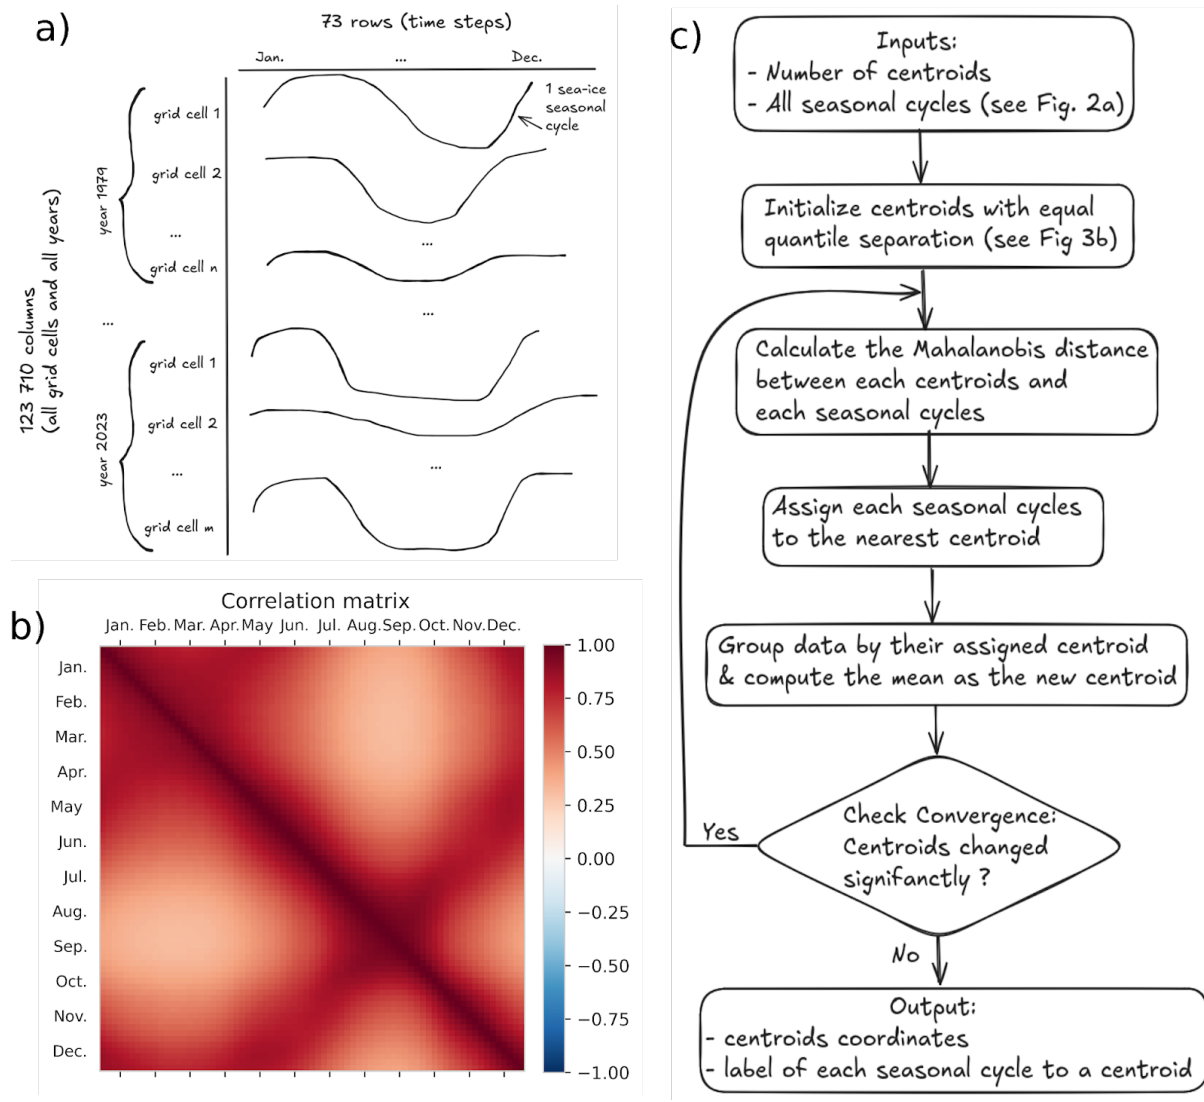 a)
73 rows (time steps)
Jan.
...
Dec.
1 sea-ice
seasonal
cycle
123 710 columns
(all grid cells and all years)
year 1979
grid cell 1
grid cell 2
...
...
grid cell n
...
...
year 2023
grid cell 1
grid cell 2
...
...
grid cell m
b)
Correlation matrix
Jan. Feb. Mar. Apr. May Jun. Jul. Aug. Sep. Oct. Nov. Dec.
Jan.
Feb.
Mar.
Apr.
May
Jun.
Jul.
Aug.
Sep.
Oct.
Nov.
Dec.
1.00
0.75
0.50
0.25
0.00
−0.25
−0.50
−0.75
−1.00
c)
Inputs:
- Number of centroids
- All seasonal cycles (see Fig. 2a)
Initialize centroids with equal
quantile separation (see Fig 3b)
Calculate the Mahalanobis distance
between each centroids and
each seasonal cycles
Assign each seasonal cycles
to the nearest centroid
Group data by their assigned centroid
& compute the mean as the new centroid
Check Convergence:
Centroids changed
signifanctly ?
Yes
No
Output:
- centroids coordinates
- label of each seasonal cycle to a centroid